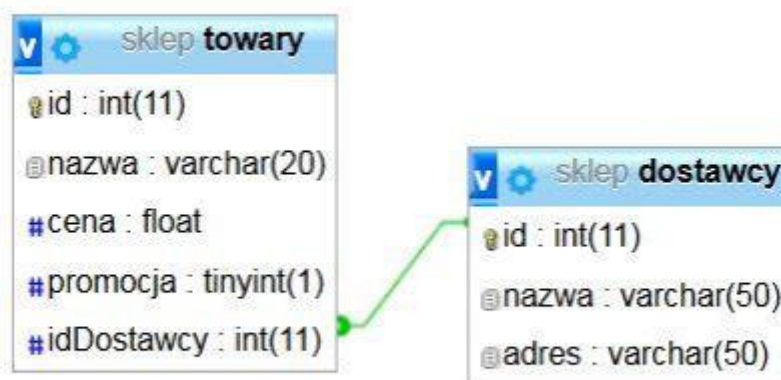 v sklep towary
id : int(11)
nazwa : varchar(20)
#cena : float
#promocja : tinyint(1)
#idDostawcy : int(11)
v sklep dostawcy
id : int(11)
nazwa : varchar(50)
adres : varchar(50)